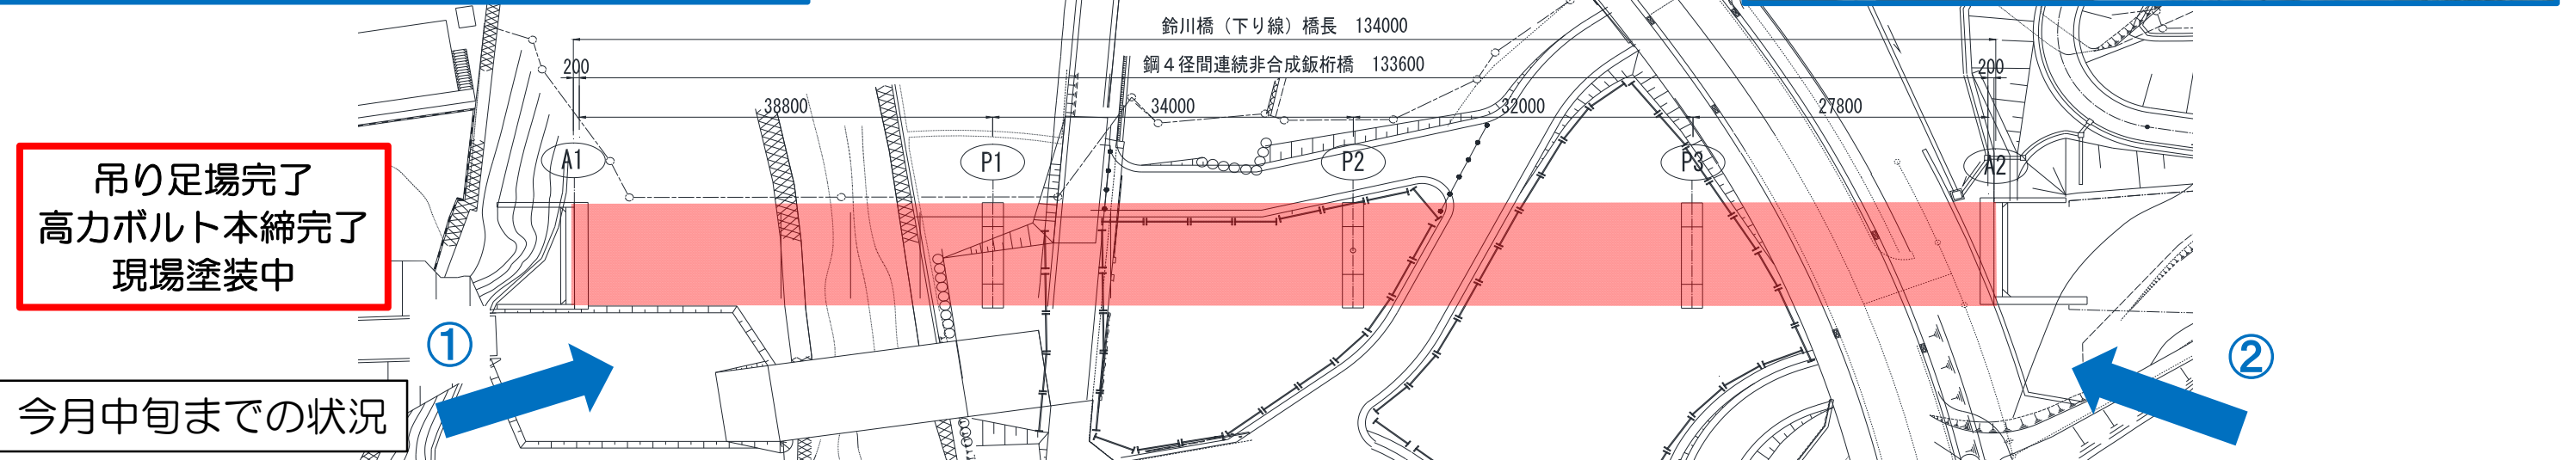 鈴川橋（下り線）橋長 134000
200 鋼４径間連続非合成鈑桁橋 133600 200
38800 34000 32000 27800
A1 P1 P2 P3 A2
吊り足場完了
高力ボルト本締完了
現場塗装中
①
②
今月中旬までの状況